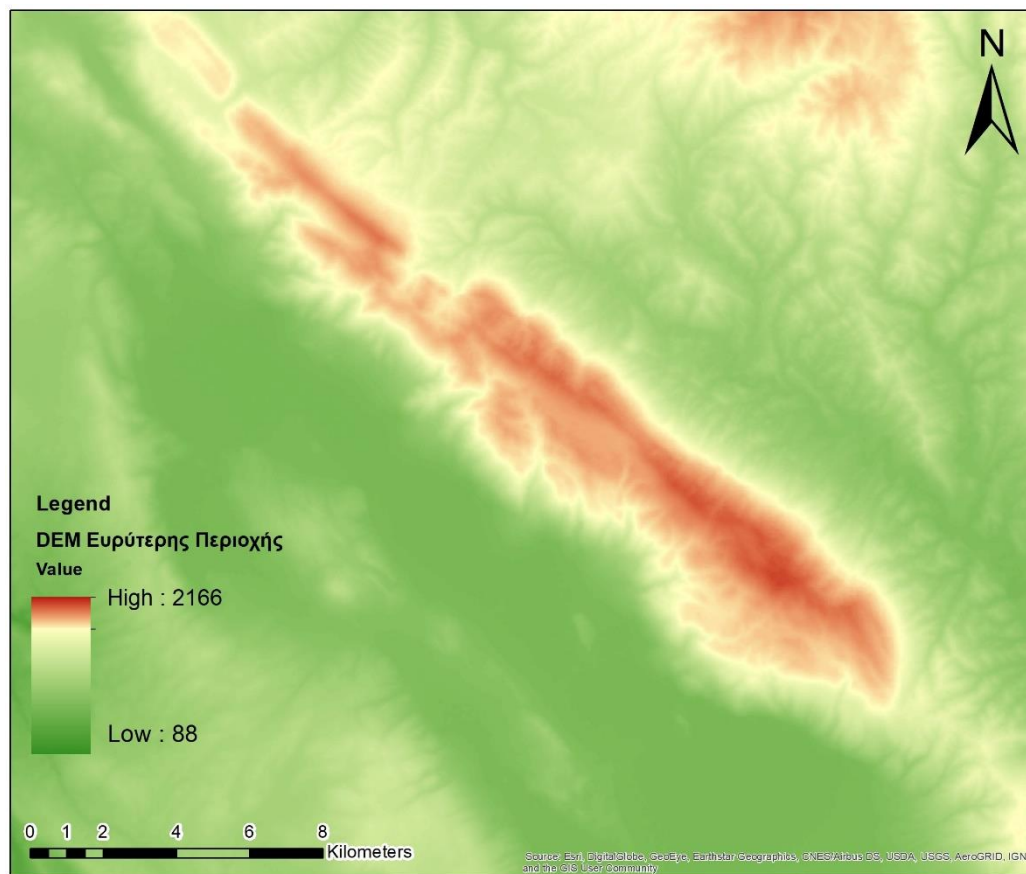 N
Legend
DEM Ευρύτερης Περιοχής
Value
High : 2166
Low : 88
0 1 2 4 6 8
Kilometers
Source: Esri, DigitalGlobe, GeoEye, Earthstar Geographics, CNES/Airbus DS, USDA, USGS, AeroGRID, IGN
and the GIS User Community